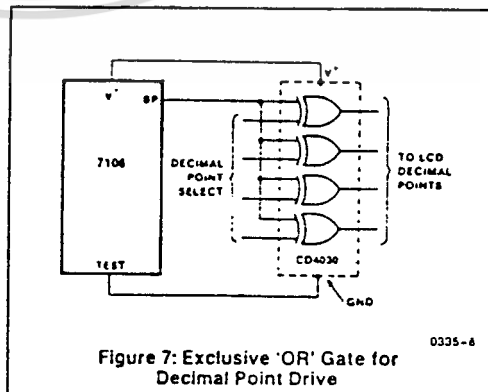 V+
V+
BP
7106
DECIMAL
POINT
SELECT
TO LCD
DECIMAL
POINTS
CD4030
TEST
GND
0335-6
Figure 7: Exclusive 'OR' Gate for
Decimal Point Drive